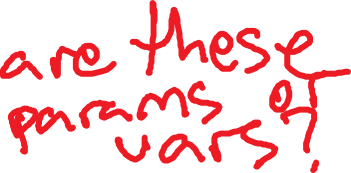 are these
params or
vars?